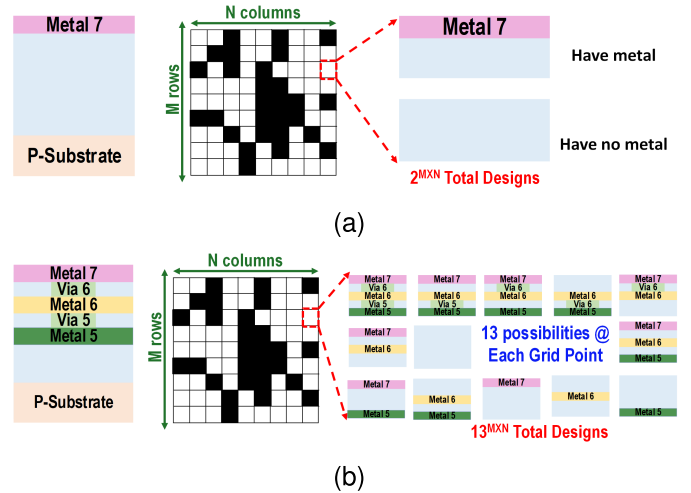 Metal 7
P-Substrate
N columns
M rows
Metal 7
Have metal
Have no metal
2^MXN Total Designs
(a)
Metal 7
Via 6
Metal 6
Via 5
Metal 5
P-Substrate
N columns
M rows
Metal 7
Via 6
Metal 6
Via 5
Metal 5
Metal 7
Metal 6
Via 5
Metal 5
Metal 7
Via 6
Metal 6
Metal 5
Metal 6
Via 5
Metal 5
Metal 7
Via 6
Metal 6
Metal 7
Metal 6
13 possibilities @
Each Grid Point
Metal 7
Metal 6
Metal 5
Metal 7
Metal 5
Metal 6
Metal 5
Metal 7
Metal 6
Metal 5
13^MXN Total Designs
(b)